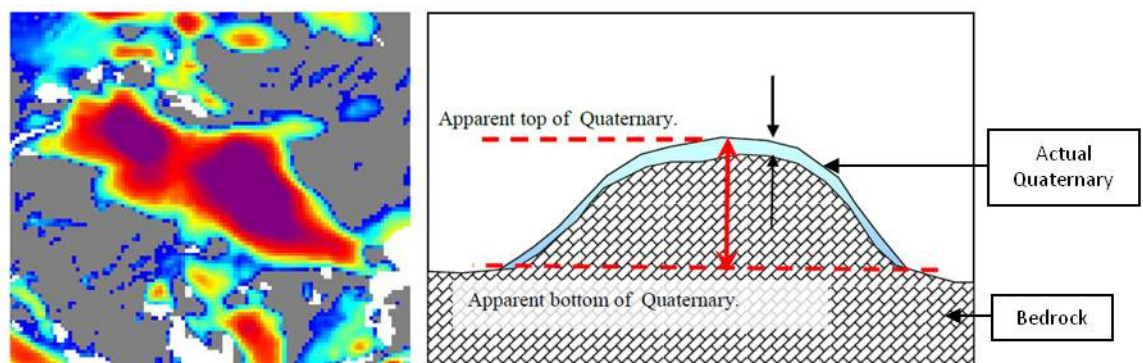 Apparent top of Quaternary.
Actual
Quaternary
Apparent bottom of Quaternary.
Bedrock